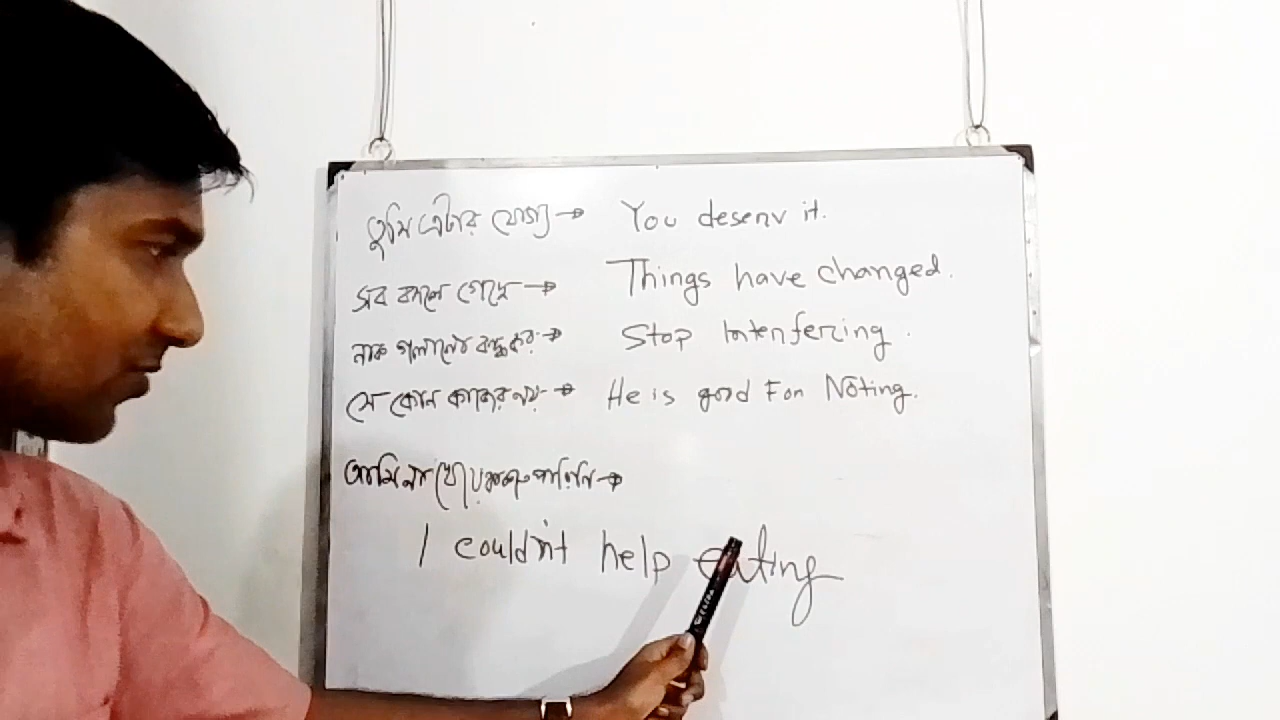 তুমি এটার যোগ্য → You deserv it.
সব বদলে গেছে → Things have changed.
নাক গলানো বন্ধ কর → Stop Interfering.
সে কোন কাজের নয় → He is good For Noting.
আমি না খেয়ে থাকতে পারিনি →
I couldn't help eating